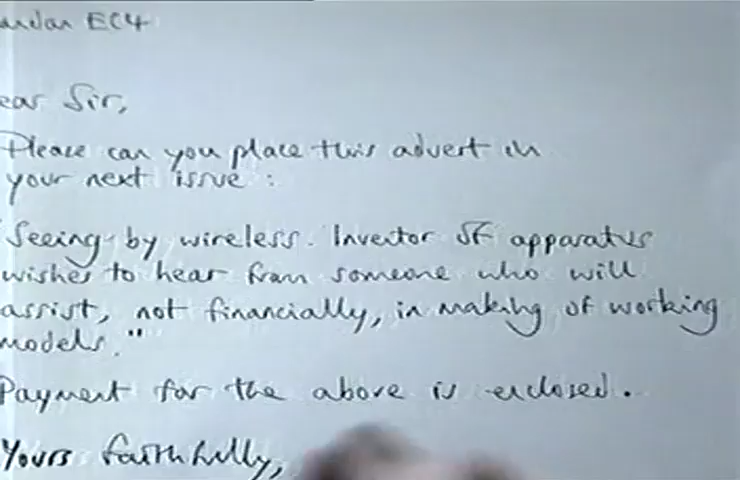 ondon EC4
ear Sir,
Please can you place this advert in
your next issue :
"Seeing by wireless. Inventor of apparatus
wishes to hear from someone who will
assist, not financially, in making of working
models."
Payment for the above is enclosed.
Yours faithfully,